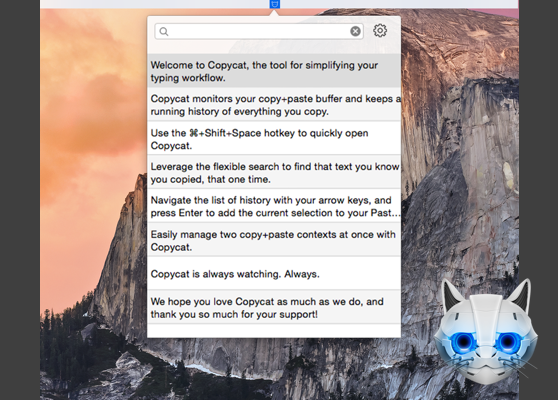 Welcome to Copycat, the tool for simplifying your
typing workflow.
Copycat monitors your copy+paste buffer and keeps a
running history of everything you copy.
Use the ⌘+Shift+Space hotkey to quickly open
Copycat.
Leverage the flexible search to find that text you know
you copied, that one time.
Navigate the list of history with your arrow keys, and
press Enter to add the current selection to your Past...
Easily manage two copy+paste contexts at once with
Copycat.
Copycat is always watching. Always.
We hope you love Copycat as much as we do, and
thank you so much for your support!